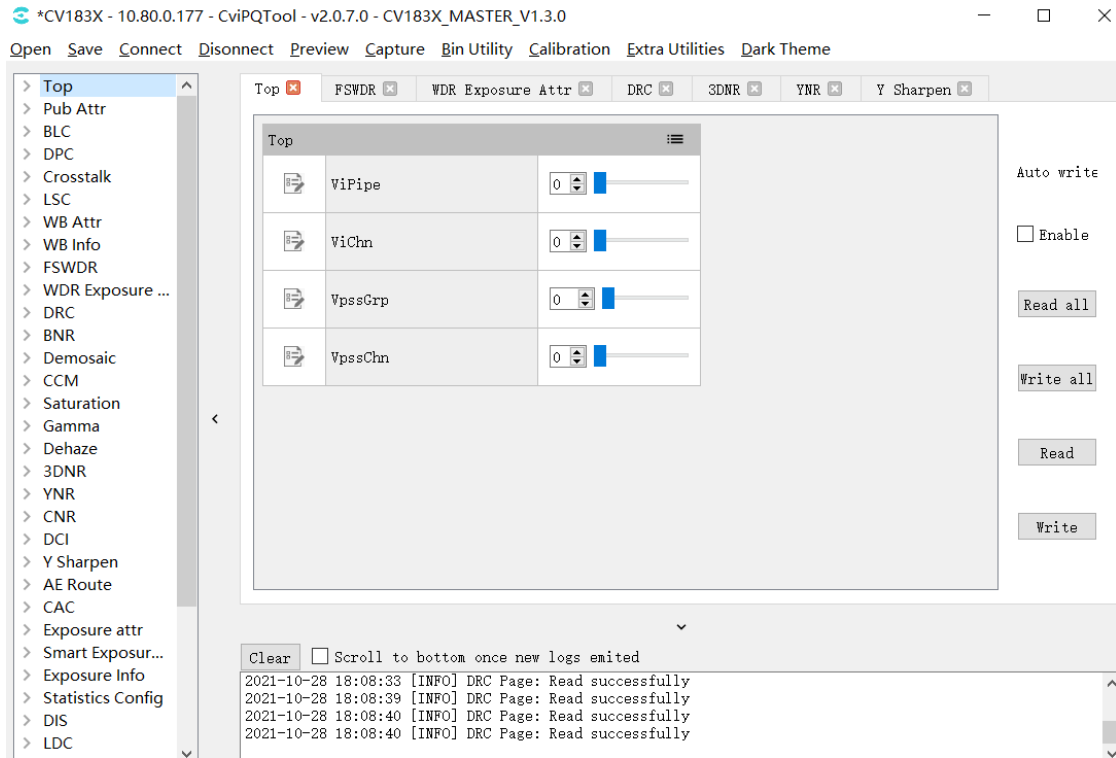 *CV183X - 10.80.0.177 - CviPQTool - v2.0.7.0 - CV183X_MASTER_V1.3.0
Open Save Connect Disonnect Preview Capture Bin Utility Calibration Extra Utilities Dark Theme
Top
Pub Attr
BLC
DPC
Crosstalk
LSC
WB Attr
WB Info
FSWDR
WDR Exposure ...
DRC
BNR
Demosaic
CCM
Saturation
Gamma
Dehaze
3DNR
YNR
CNR
DCI
Y Sharpen
AE Route
CAC
Exposure attr
Smart Exposur...
Exposure Info
Statistics Config
DIS
LDC
Top FSWDR WDR Exposure Attr DRC 3DNR YNR Y Sharpen
Top
ViPipe 0
ViChn 0
VpssGrp 0
VpssChn 0
Auto write
Enable
Read all
Write all
Read
Write
Clear Scroll to bottom once new logs emited
2021-10-28 18:08:33 [INFO] DRC Page: Read successfully
2021-10-28 18:08:39 [INFO] DRC Page: Read successfully
2021-10-28 18:08:40 [INFO] DRC Page: Read successfully
2021-10-28 18:08:40 [INFO] DRC Page: Read successfully